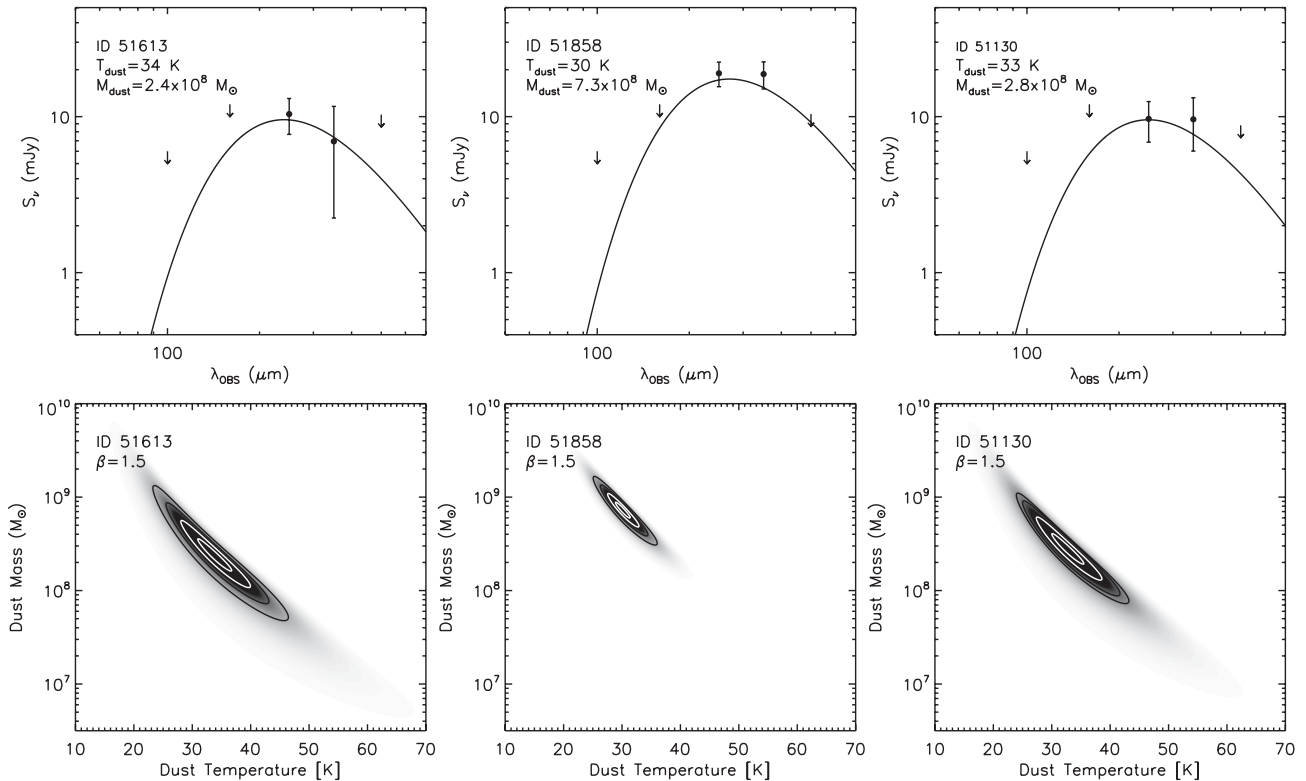 ID 51613
T_dust=34 K
M_dust=2.4x10^8 M_⊙
10
1
S_ν (mJy)
100
λ_OBS (μm)
ID 51858
T_dust=30 K
M_dust=7.3x10^8 M_⊙
10
1
S_ν (mJy)
100
λ_OBS (μm)
ID 51130
T_dust=33 K
M_dust=2.8x10^8 M_⊙
10
1
S_ν (mJy)
100
λ_OBS (μm)
ID 51613
β=1.5
10^10
10^9
10^8
10^7
Dust Mass (M_⊙)
10 20 30 40 50 60 70
Dust Temperature [K]
ID 51858
β=1.5
10^10
10^9
10^8
10^7
Dust Mass (M_⊙)
10 20 30 40 50 60 70
Dust Temperature [K]
ID 51130
β=1.5
10^10
10^9
10^8
10^7
Dust Mass (M_⊙)
10 20 30 40 50 60 70
Dust Temperature [K]